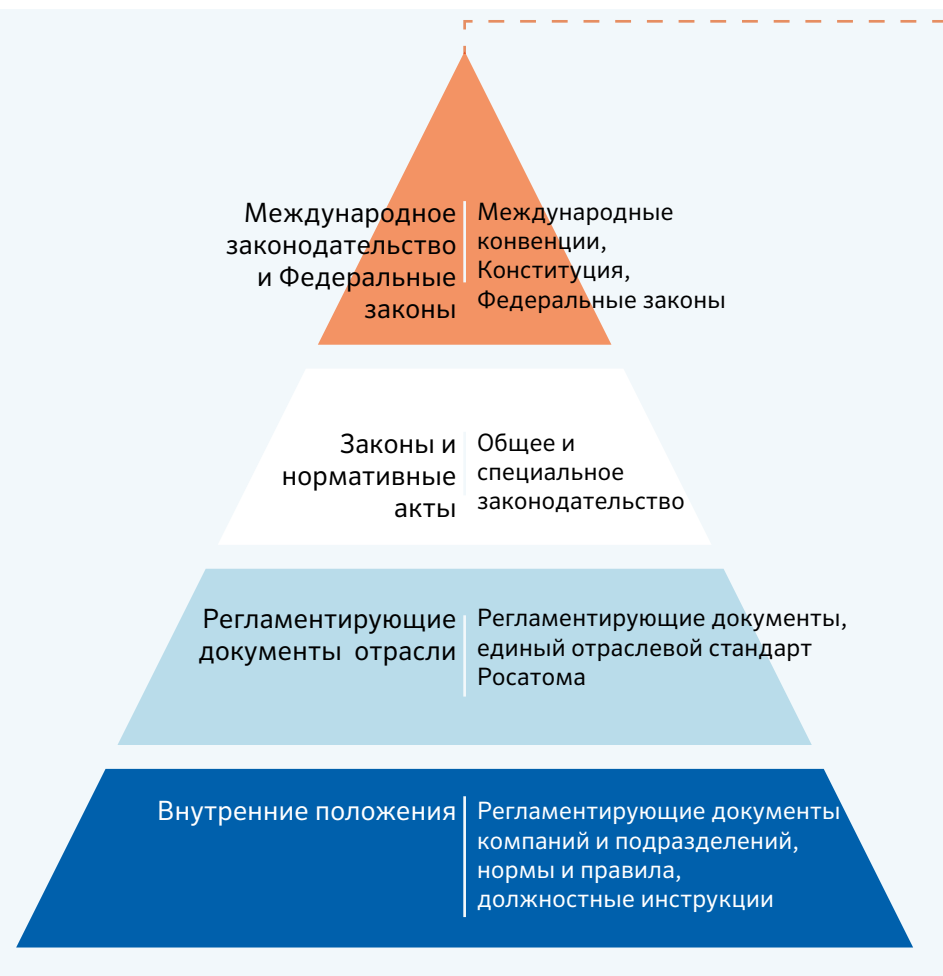 Международное
законодательство
и Федеральные
законы
Международные
конвенции,
Конституция,
Федеральные законы
Законы и
нормативные
акты
Общее и
специальное
законодательство
Регламентирующие
документы отрасли
Регламентирующие документы,
единый отраслевой стандарт
Росатома
Внутренние положения
Регламентирующие документы
компаний и подразделений,
нормы и правила,
должностные инструкции